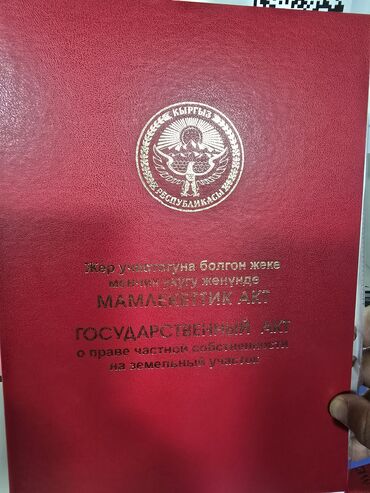 КЫРГЫЗ
РЕСПУБЛИКАСЫ
Жер участогуна болгон жеке
менчик укугу жөнүндө
МАМЛЕКЕТТИК АКТ
ГОСУДАРСТВЕННЫЙ АКТ
о праве частной собственности
на земельный участок